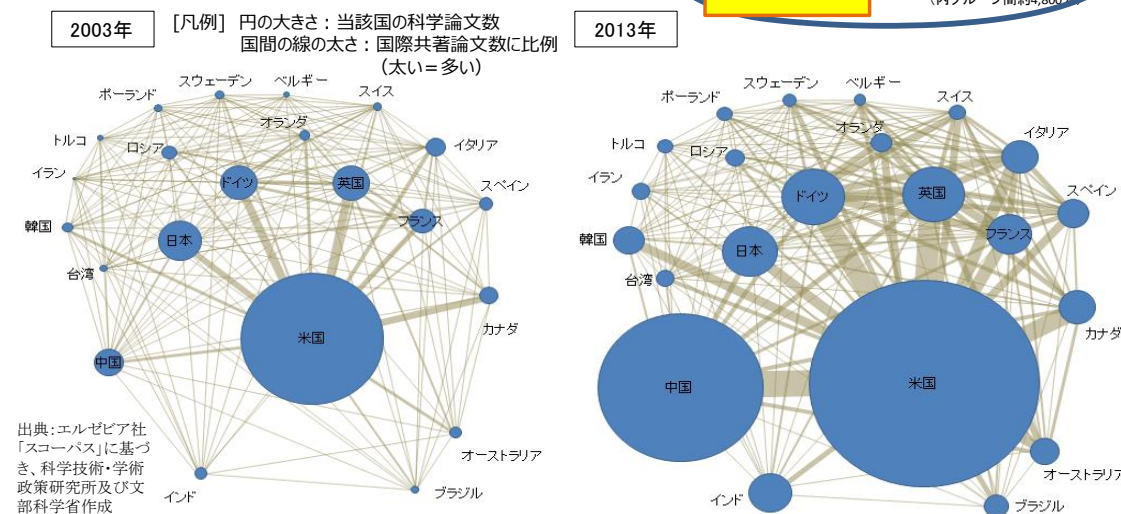 2003年
[凡例] 円の大きさ：当該国の科学論文数
国間の線の太さ：国際共著論文数に比例
（太い＝多い）
ポーランド
スウェーデン
ベルギー
スイス
トルコ
ロシア
オランダ
イタリア
イラン
ドイツ
英国
スペイン
韓国
日本
フランス
台湾
米国
カナダ
中国
オーストラリア
インド
ブラジル
出典：エルゼビア社
「スコーパス」に基づ
き、科学技術・学術
政策研究所及び文
部科学省作成
2013年
ポーランド
スウェーデン
ベルギー
スイス
トルコ
ロシア
オランダ
イタリア
イラン
ドイツ
英国
スペイン
韓国
日本
フランス
台湾
カナダ
中国
米国
オーストラリア
インド
ブラジル